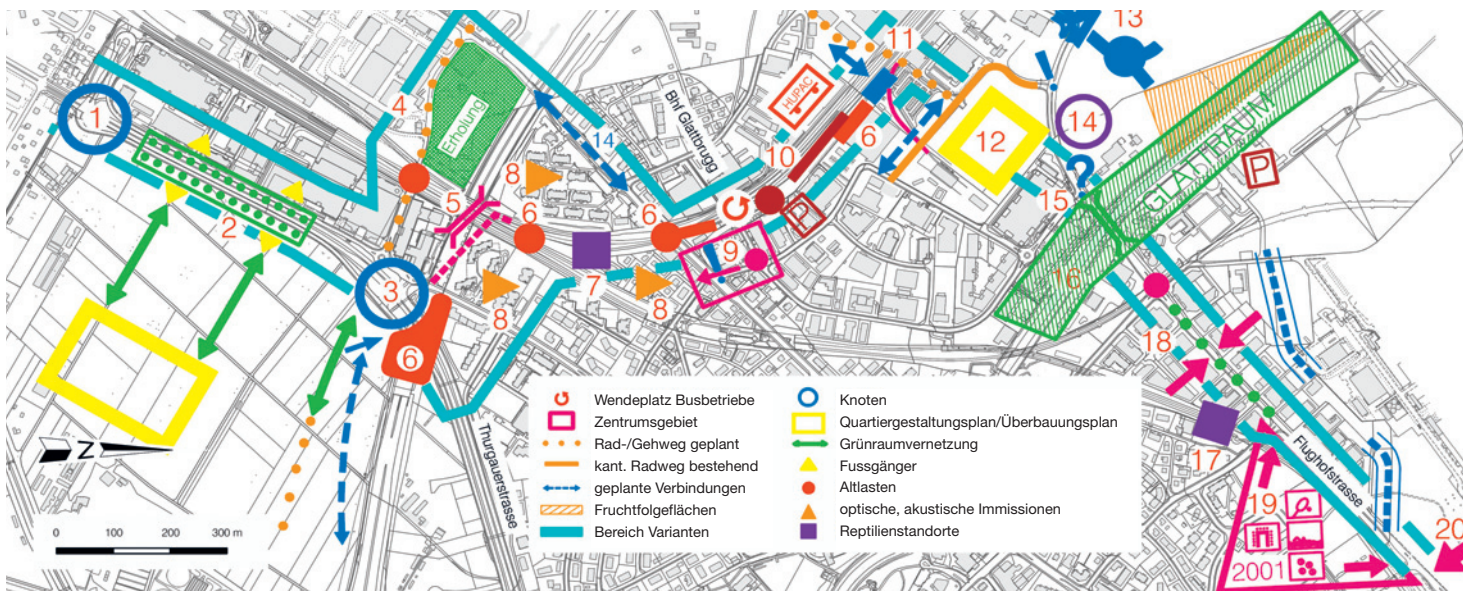 13
11
HUPAC
4
Erholung
1
14
Bhf Glattbrugg
10
6
12
14
GLATTRAUM
P
8
5
15
2
6
6
P
9
16
3
7
8
8
6
18
Z
Thurgauerstrasse
17
Flughofstrasse
19
20
2001
0 100 200 300 m
Wendeplatz Busbetriebe
Zentrumsgebiet
Rad-/Gehweg geplant
kant. Radweg bestehend
geplante Verbindungen
Fruchtfolgeflächen
Bereich Varianten
Knoten
Quartiergestaltungsplan/Überbauungsplan
Grünraumvernetzung
Fussgänger
Altlasten
optische, akustische Immissionen
Reptilienstandorte